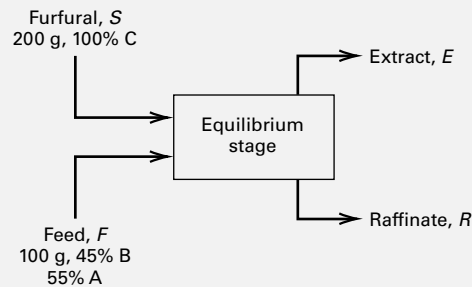 Furfural, S
200 g, 100% C
Extract, E
Equilibrium
stage
Feed, F
100 g, 45% B
55% A
Raffinate, R